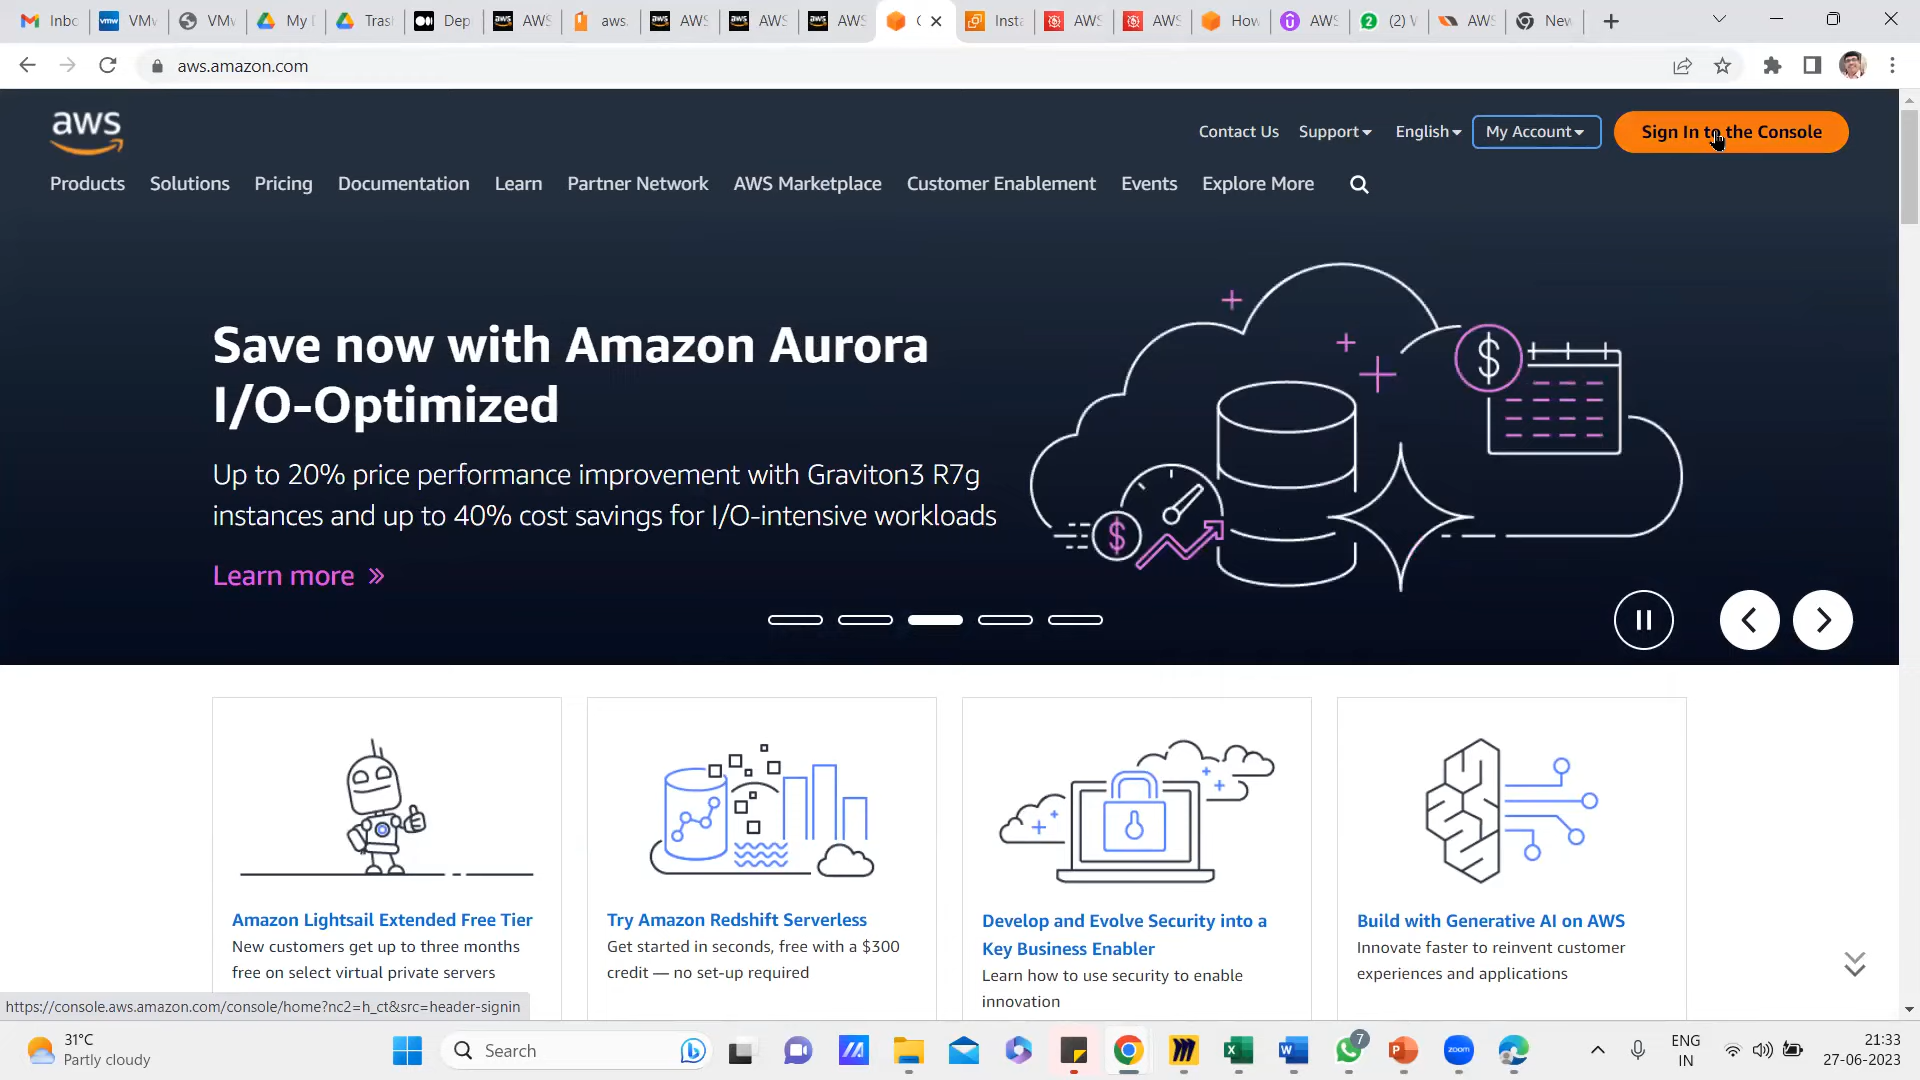 Inbc
VMv
VMv
My I
Tras
Dep
AWS
aws.
AWS
AWS
AWS
Insta
AWS
AWS
How
AWS
(2) V
AWS
Nev
aws.amazon.com
aws
Contact Us
Support
English
My Account
Sign In to the Console
Products
Solutions
Pricing
Documentation
Learn
Partner Network
AWS Marketplace
Customer Enablement
Events
Explore More
Save now with Amazon Aurora
I/O-Optimized
Up to 20% price performance improvement with Graviton3 R7g
instances and up to 40% cost savings for I/O-intensive workloads
Learn more
Amazon Lightsail Extended Free Tier
New customers get up to three months
free on select virtual private servers
Try Amazon Redshift Serverless
Get started in seconds, free with a $300
credit — no set-up required
Develop and Evolve Security into a
Key Business Enabler
Learn how to use security to enable
innovation
Build with Generative AI on AWS
Innovate faster to reinvent customer
experiences and applications
https://console.aws.amazon.com/console/home?nc2=h_ct&src=header-signin
31°C
Partly cloudy
Search
7
zoom
ENG
IN
21:33
27-06-2023